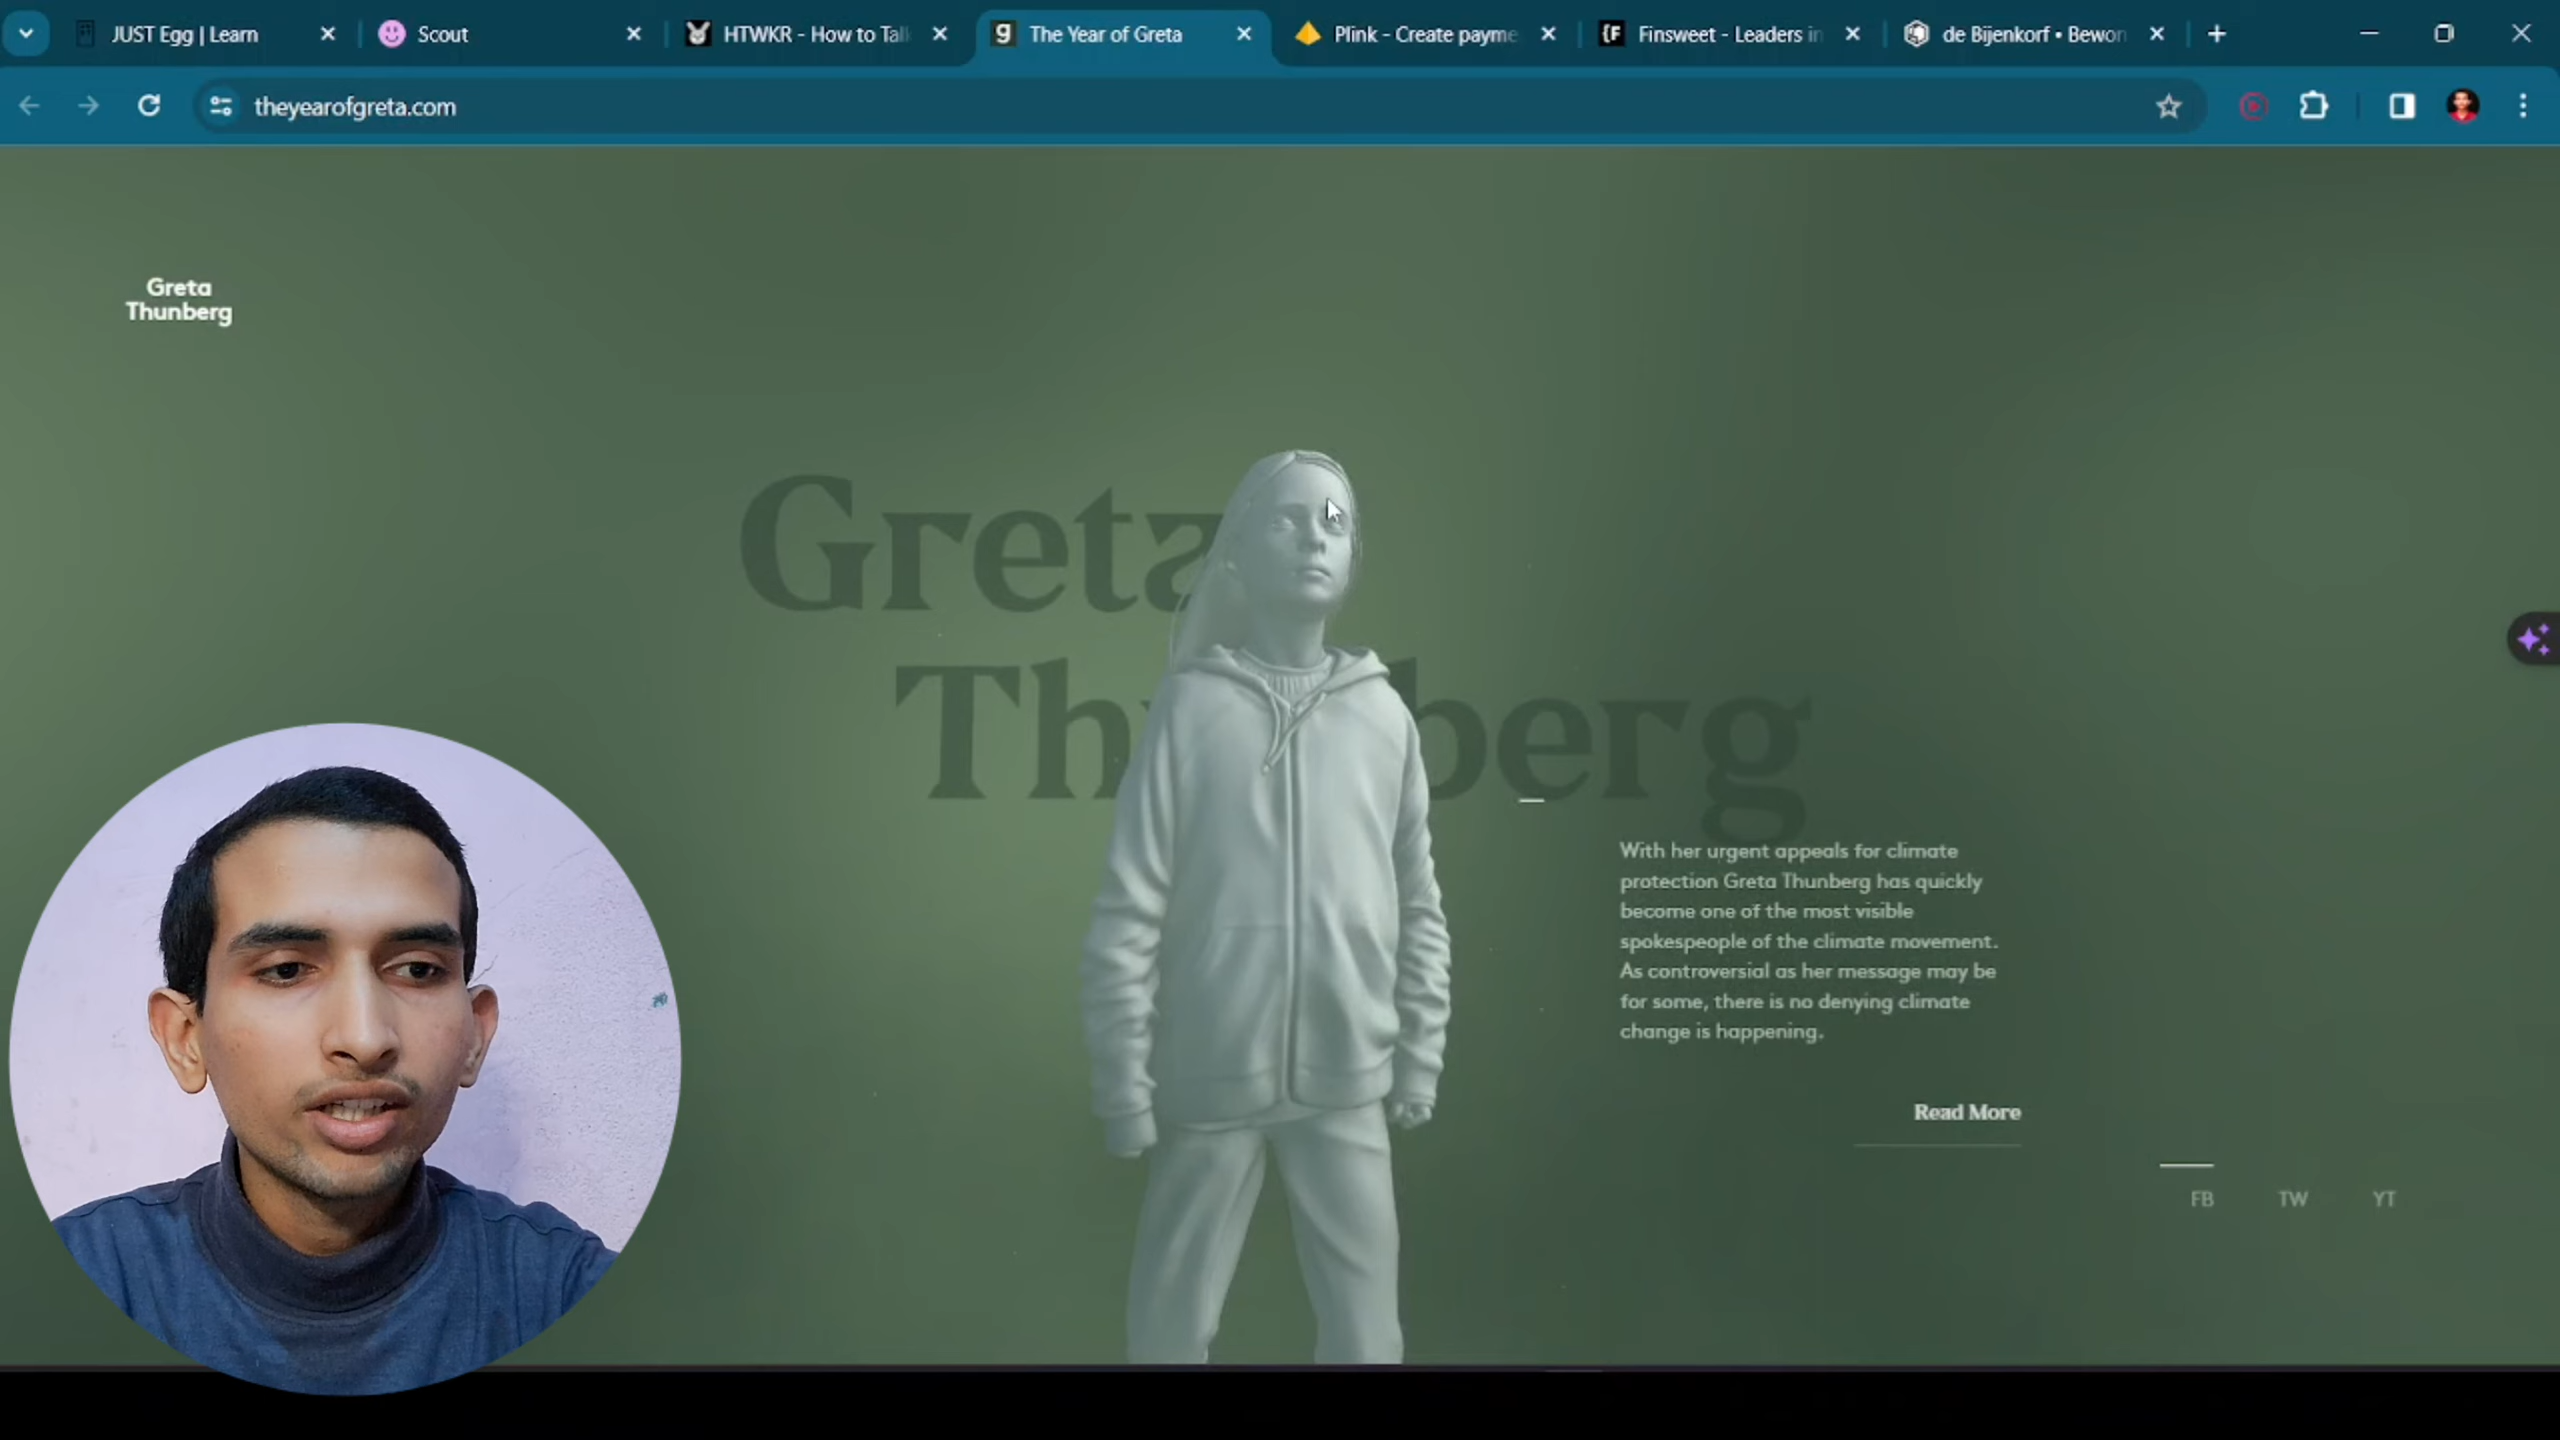 JUST Egg | Learn
Scout
HTWKR - How to Talk
The Year of Greta
Plink - Create payme
Finsweet - Leaders in
de Bijenkorf • Bewon
theyearofgreta.com
Greta
Thunberg
Greta
Thunberg
With her urgent appeals for climate
protection Greta Thunberg has quickly
become one of the most visible
spokespeople of the climate movement.
As controversial as her message may be
for some, there is no denying climate
change is happening.
Read More
FB TW YT